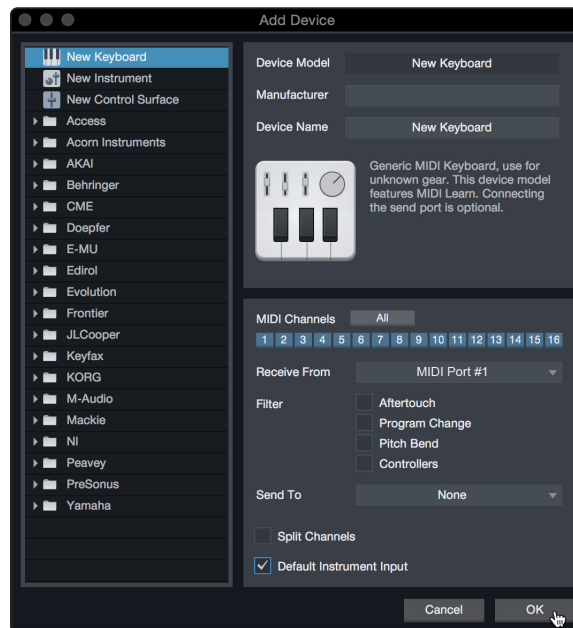 Add Device
New Keyboard
New Instrument
New Control Surface
Access
Acorn Instruments
AKAI
Behringer
CME
Doepfer
E-MU
Edirol
Evolution
Frontier
JLCooper
Keyfax
KORG
M-Audio
Mackie
NI
Peavey
PreSonus
Yamaha
Device Model New Keyboard
Manufacturer
Device Name New Keyboard
Generic MIDI Keyboard, use for
unknown gear. This device model
features MIDI Learn. Connecting
the send port is optional.
MIDI Channels All
1 2 3 4 5 6 7 8 9 10 11 12 13 14 15 16
Receive From MIDI Port #1
Filter Aftertouch
Program Change
Pitch Bend
Controllers
Send To None
Split Channels
Default Instrument Input
Cancel OK